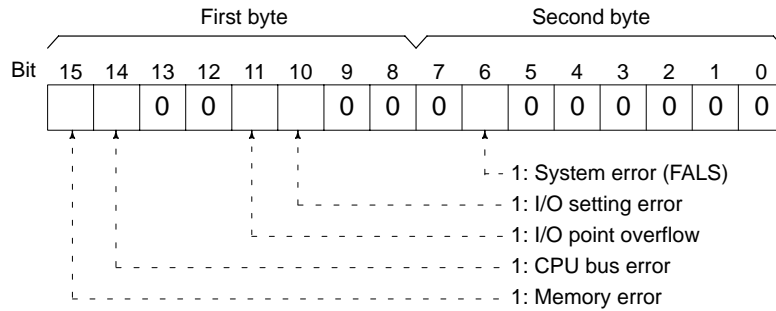 First byte Second byte
Bit 15 14 13 12 11 10 9 8 7 6 5 4 3 2 1 0
0 0 0 0 0 0 0 0 0 0 0
1: System error (FALS)
1: I/O setting error
1: I/O point overflow
1: CPU bus error
1: Memory error